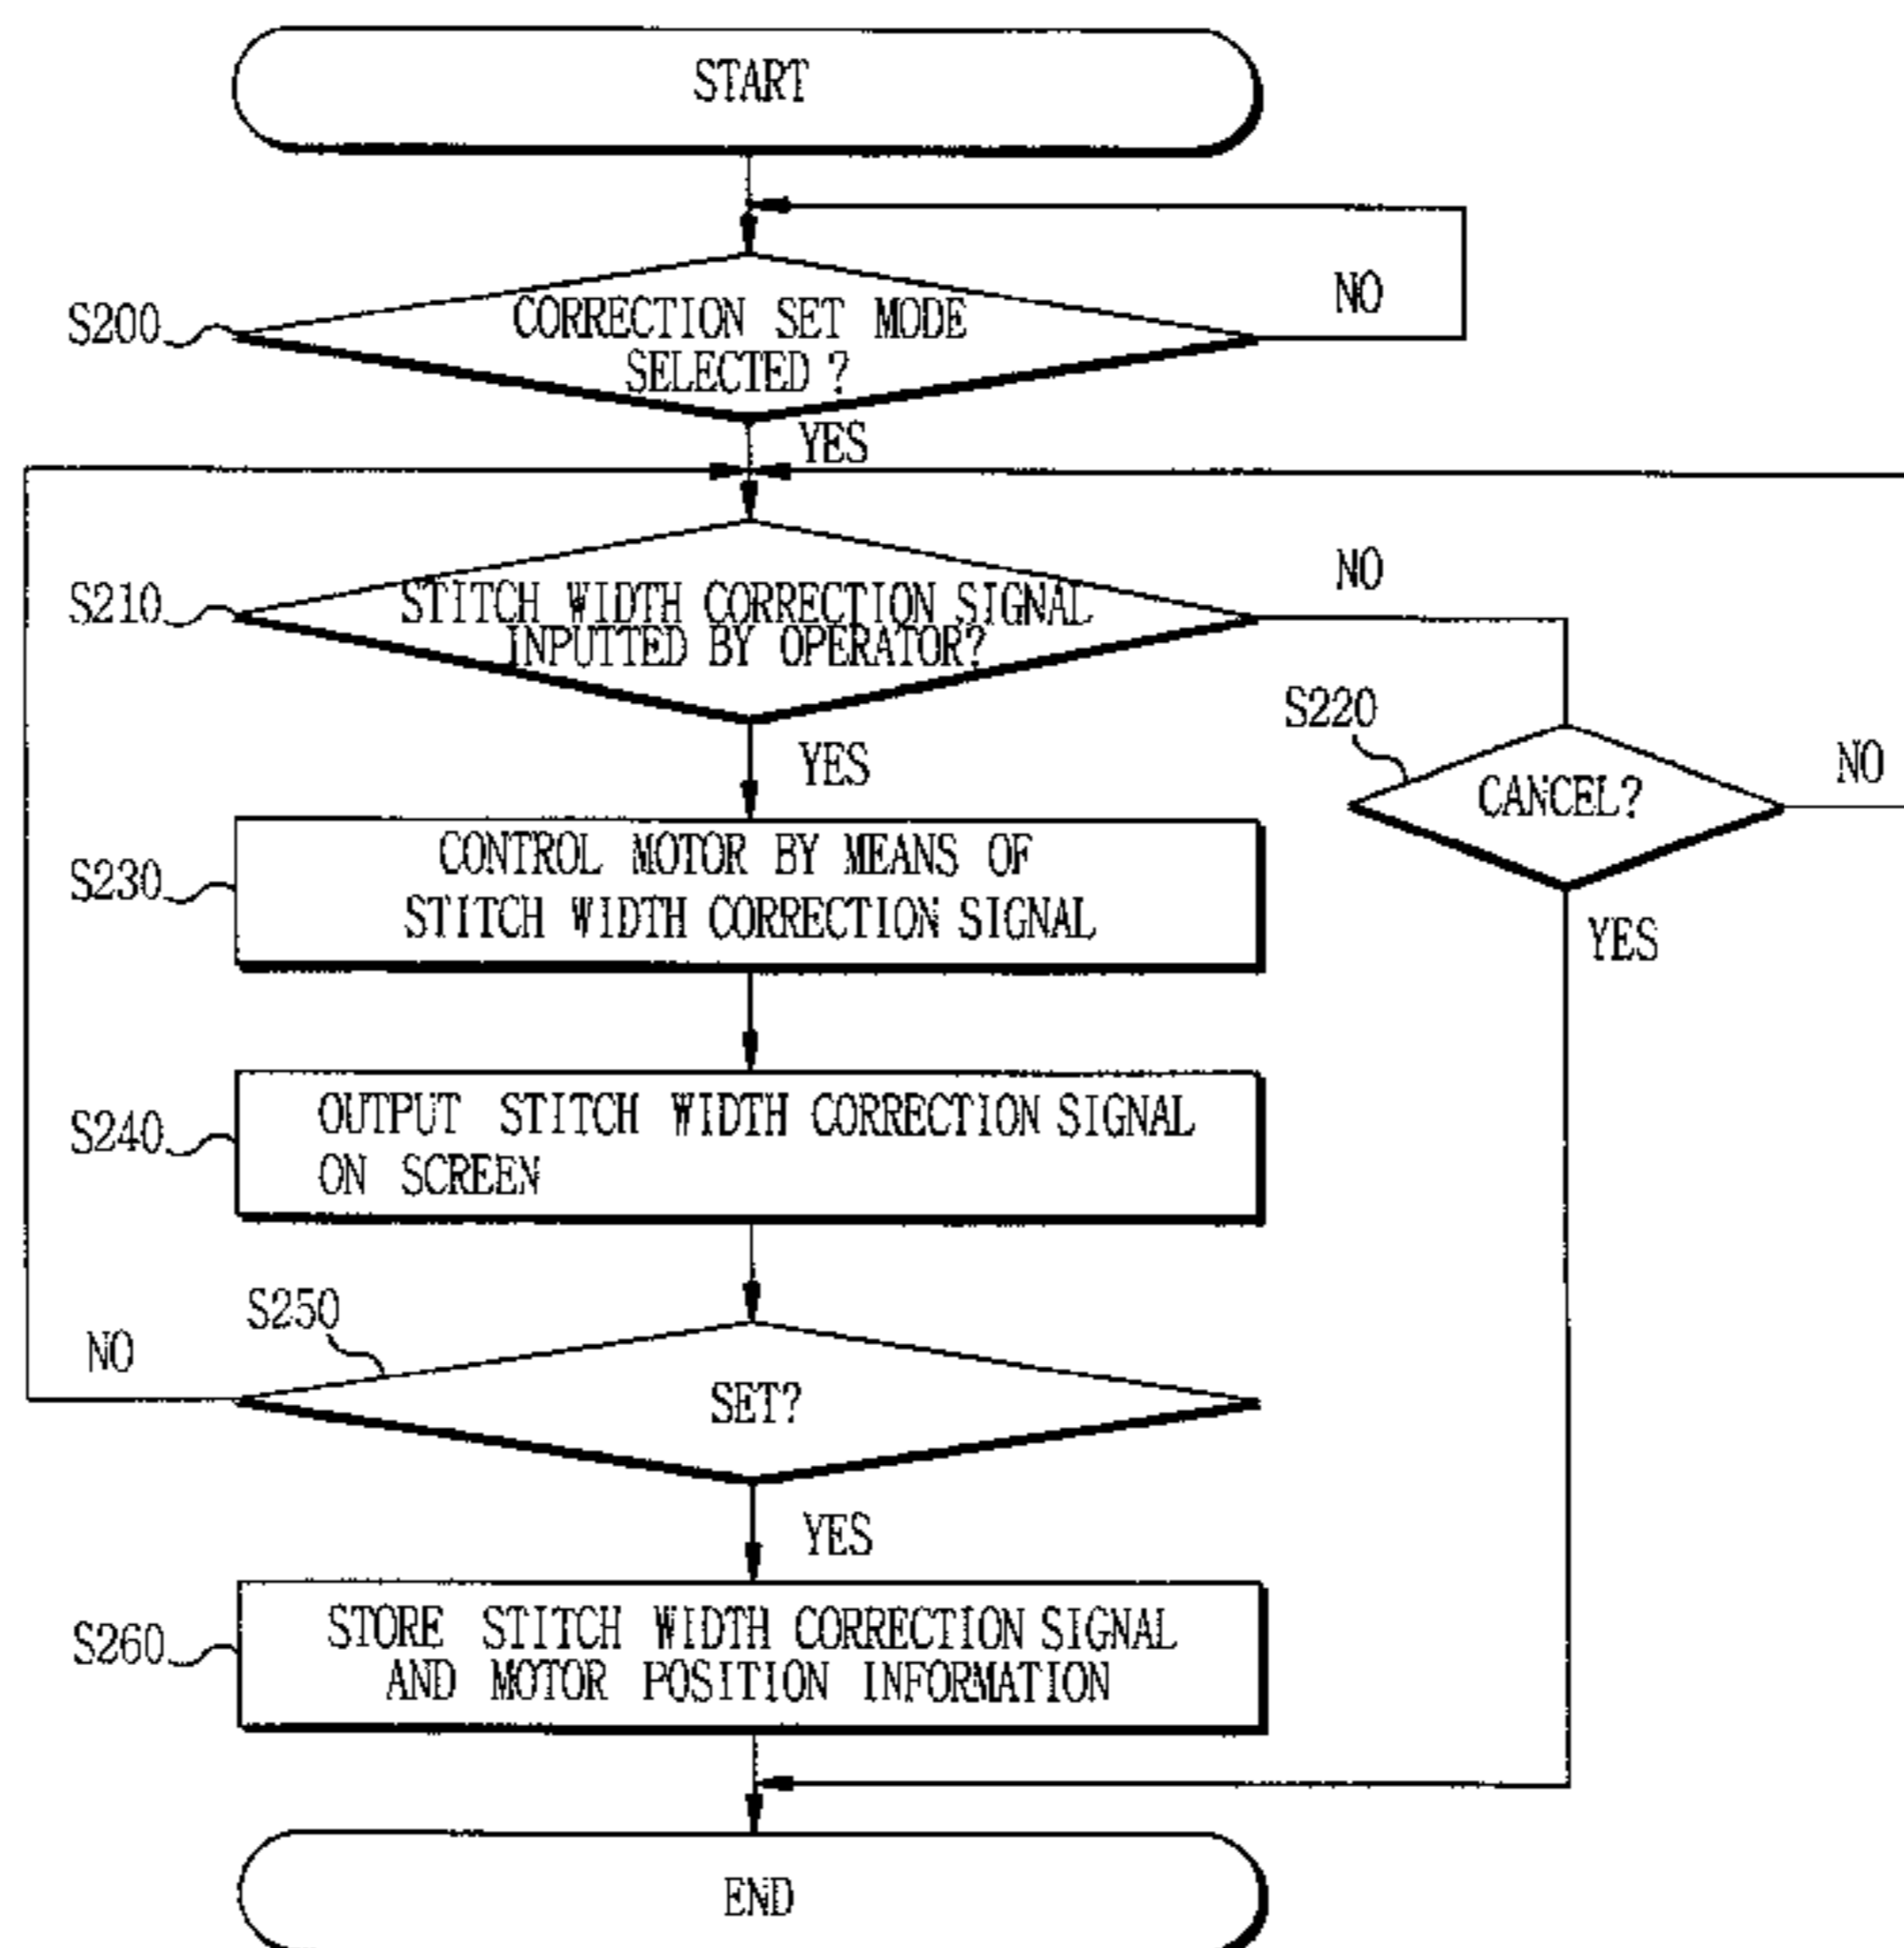 START
CORRECTION SET MODE
SELECTED ?
NO
S200
YES
STITCH WIDTH CORRECTION SIGNAL
INPUTTED BY OPERATOR?
NO
S210
S220
CANCEL?
NO
YES
YES
CONTROL MOTOR BY MEANS OF
STITCH WIDTH CORRECTION SIGNAL
S230
OUTPUT STITCH WIDTH CORRECTION SIGNAL
ON SCREEN
S240
S250
NO
SET?
YES
STORE STITCH WIDTH CORRECTION SIGNAL
AND MOTOR POSITION INFORMATION
S260
END